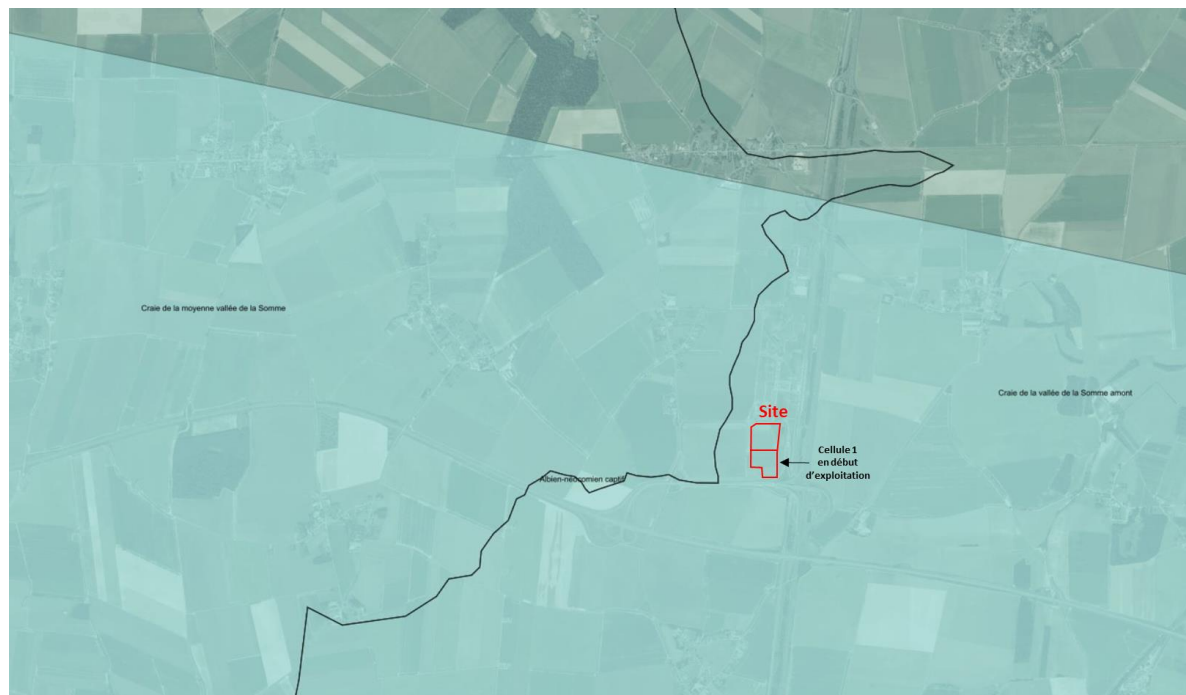 Craie de la moyenne vallée de la Somme
Craie de la vallée de la Somme amont
Site
Cellule 1
en début
d'exploitation
Albien-néocomien captif